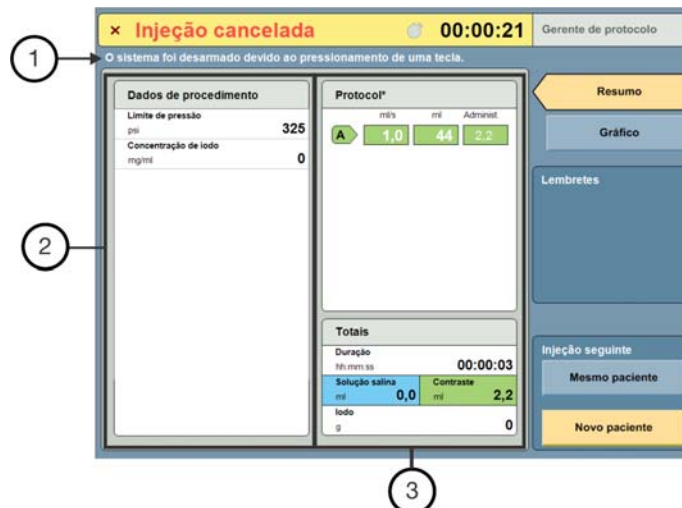 × Injeção cancelada 00:00:21 Gerente de protocolo
1
O sistema foi desarmado devido ao pressionamento de uma tecla.
Dados de procedimento
Limite de pressão
psi 325
Concentração de iodo
mg/ml 0
2
Protocol*
ml/s ml Administ.
A 1,0 44 2,2
Totais
Duração
hh:mm:ss 00:00:03
Solução salina Contraste
ml 0,0 ml 2,2
Iodo
g 0
3
Resumo
Gráfico
Lembretes
Injeção seguinte
Mesmo paciente
Novo paciente